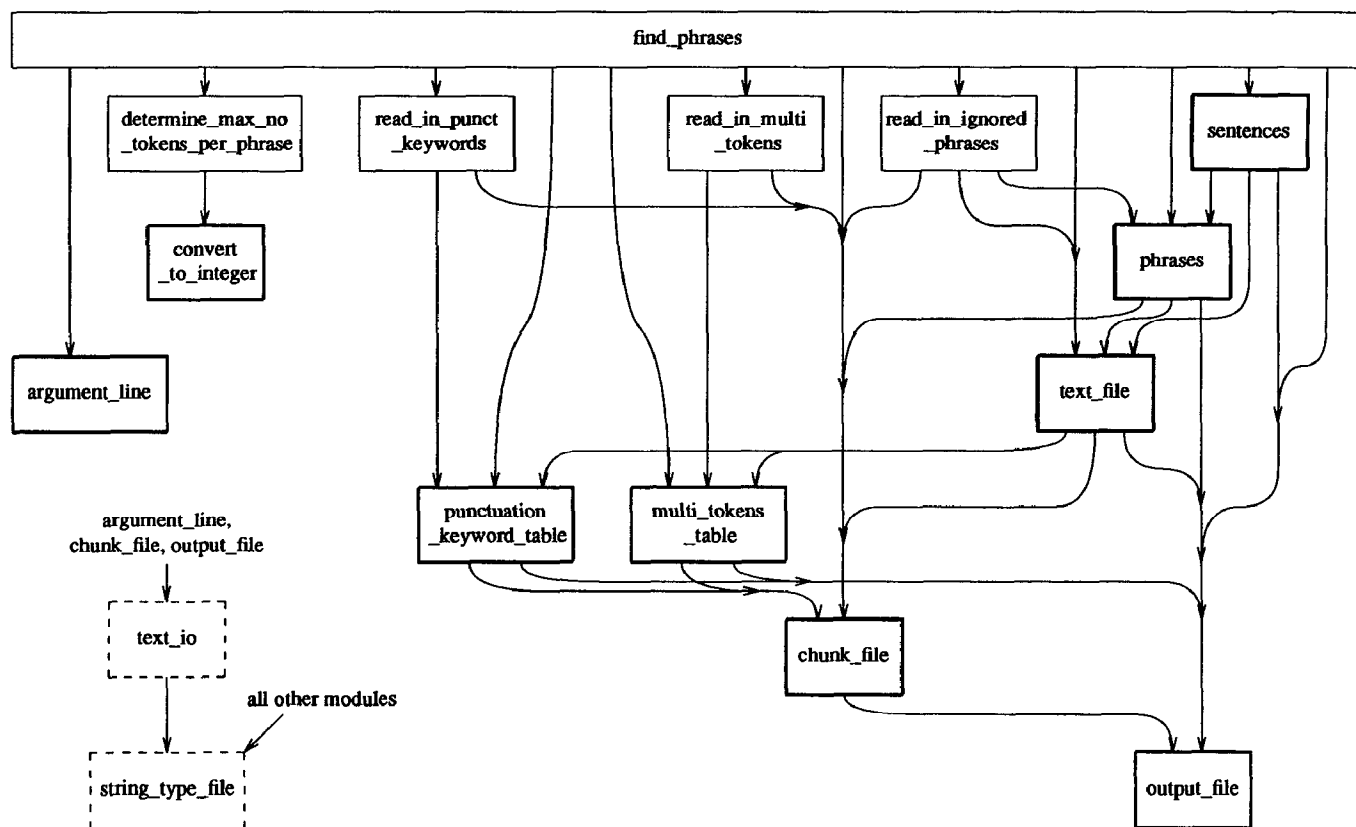 find_phrases
determine_max_no
_tokens_per_phrase
read_in_punct
_keywords
read_in_multi
_tokens
read_in_ignored
_phrases
sentences
convert
_to_integer
phrases
argument_line
text_file
punctuation
_keyword_table
multi_tokens
_table
argument_line,
chunk_file, output_file
text_io
chunk_file
all other modules
string_type_file
output_file